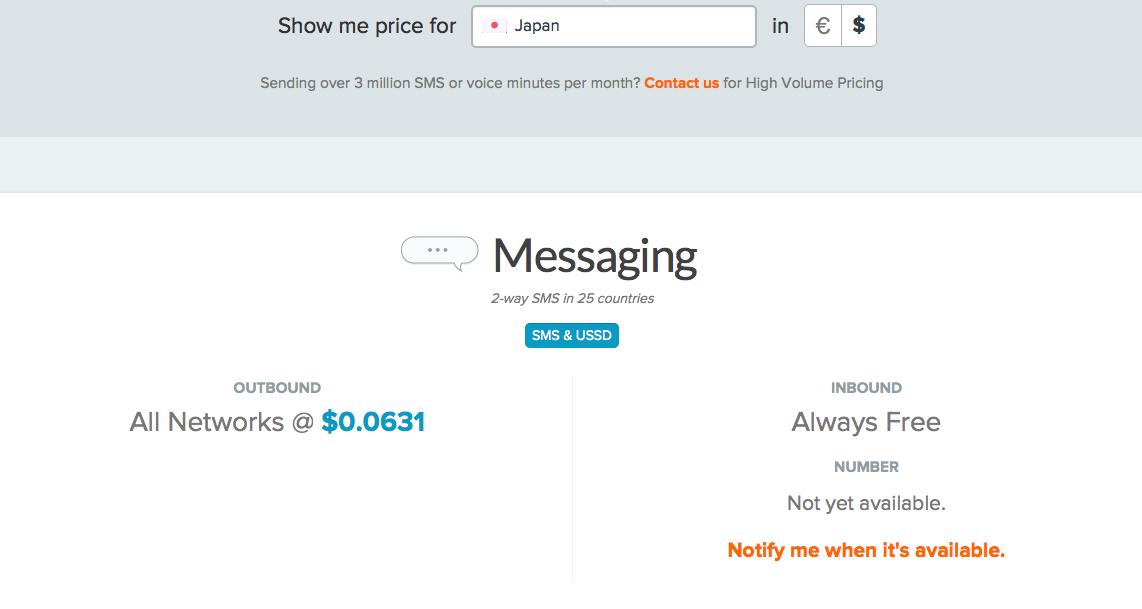 Show me price for Japan in € $
Sending over 3 million SMS or voice minutes per month? Contact us for High Volume Pricing
Messaging
2-way SMS in 25 countries
SMS & USSD
OUTBOUND
All Networks @ $0.0631
INBOUND
Always Free
NUMBER
Not yet available.
Notify me when it's available.